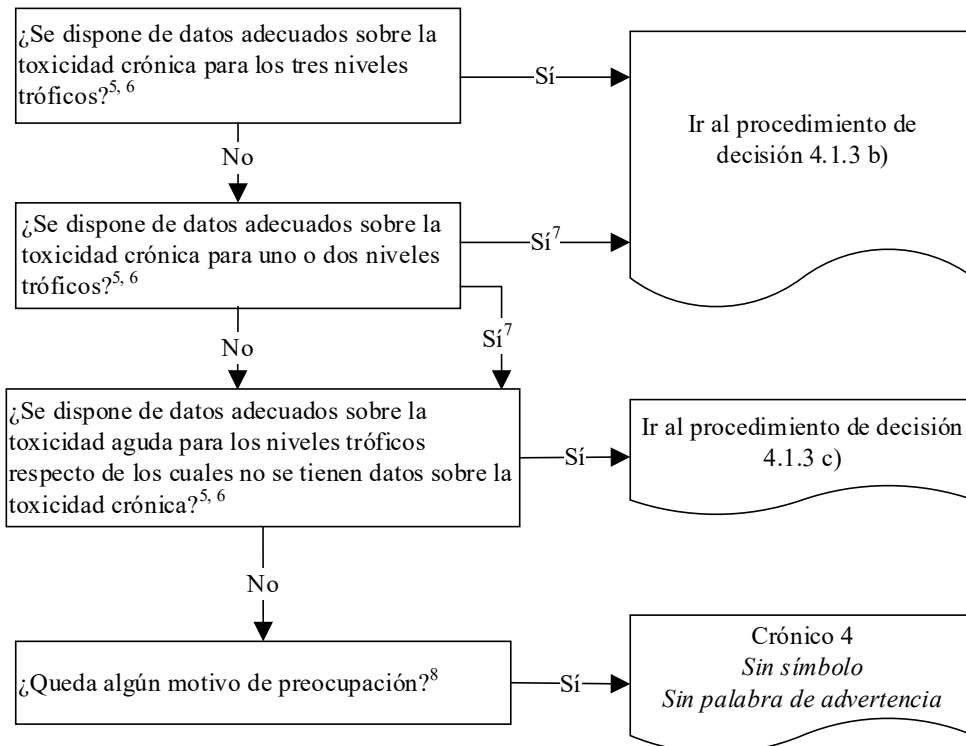 ¿Se dispone de datos adecuados sobre la
toxicidad crónica para los tres niveles
tróficos?5, 6
Sí
Ir al procedimiento de
decisión 4.1.3 b)
No
¿Se dispone de datos adecuados sobre la
toxicidad crónica para uno o dos niveles
tróficos?5, 6
Sí7
Sí7
No
¿Se dispone de datos adecuados sobre la
toxicidad aguda para los niveles tróficos
respecto de los cuales no se tienen datos sobre la
toxicidad crónica?5, 6
Sí
Ir al procedimiento de decisión
4.1.3 c)
No
¿Queda algún motivo de preocupación?8
Sí
Crónico 4
Sin símbolo
Sin palabra de advertencia